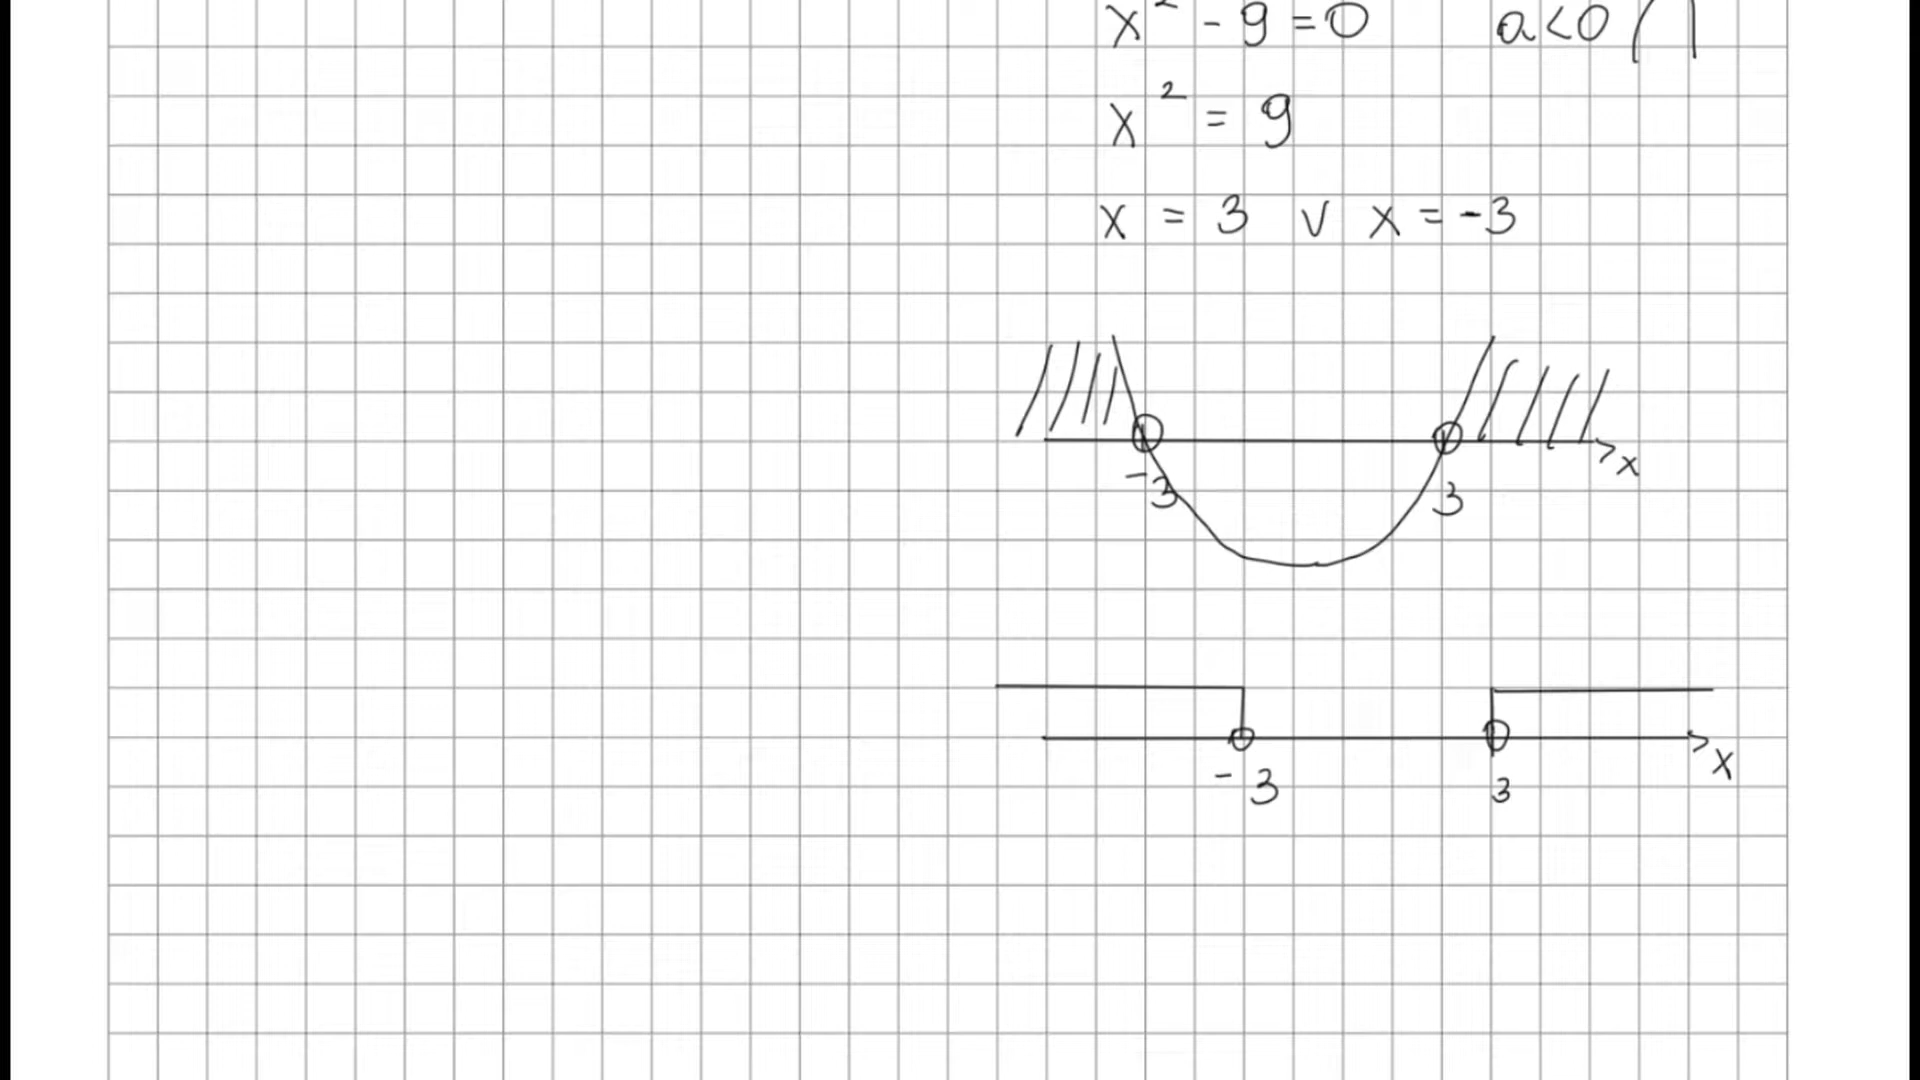 x² - 9 = 0 a < 0
x² = 9
x = 3 ∨ x = -3
x
-3 3
x
-3 3